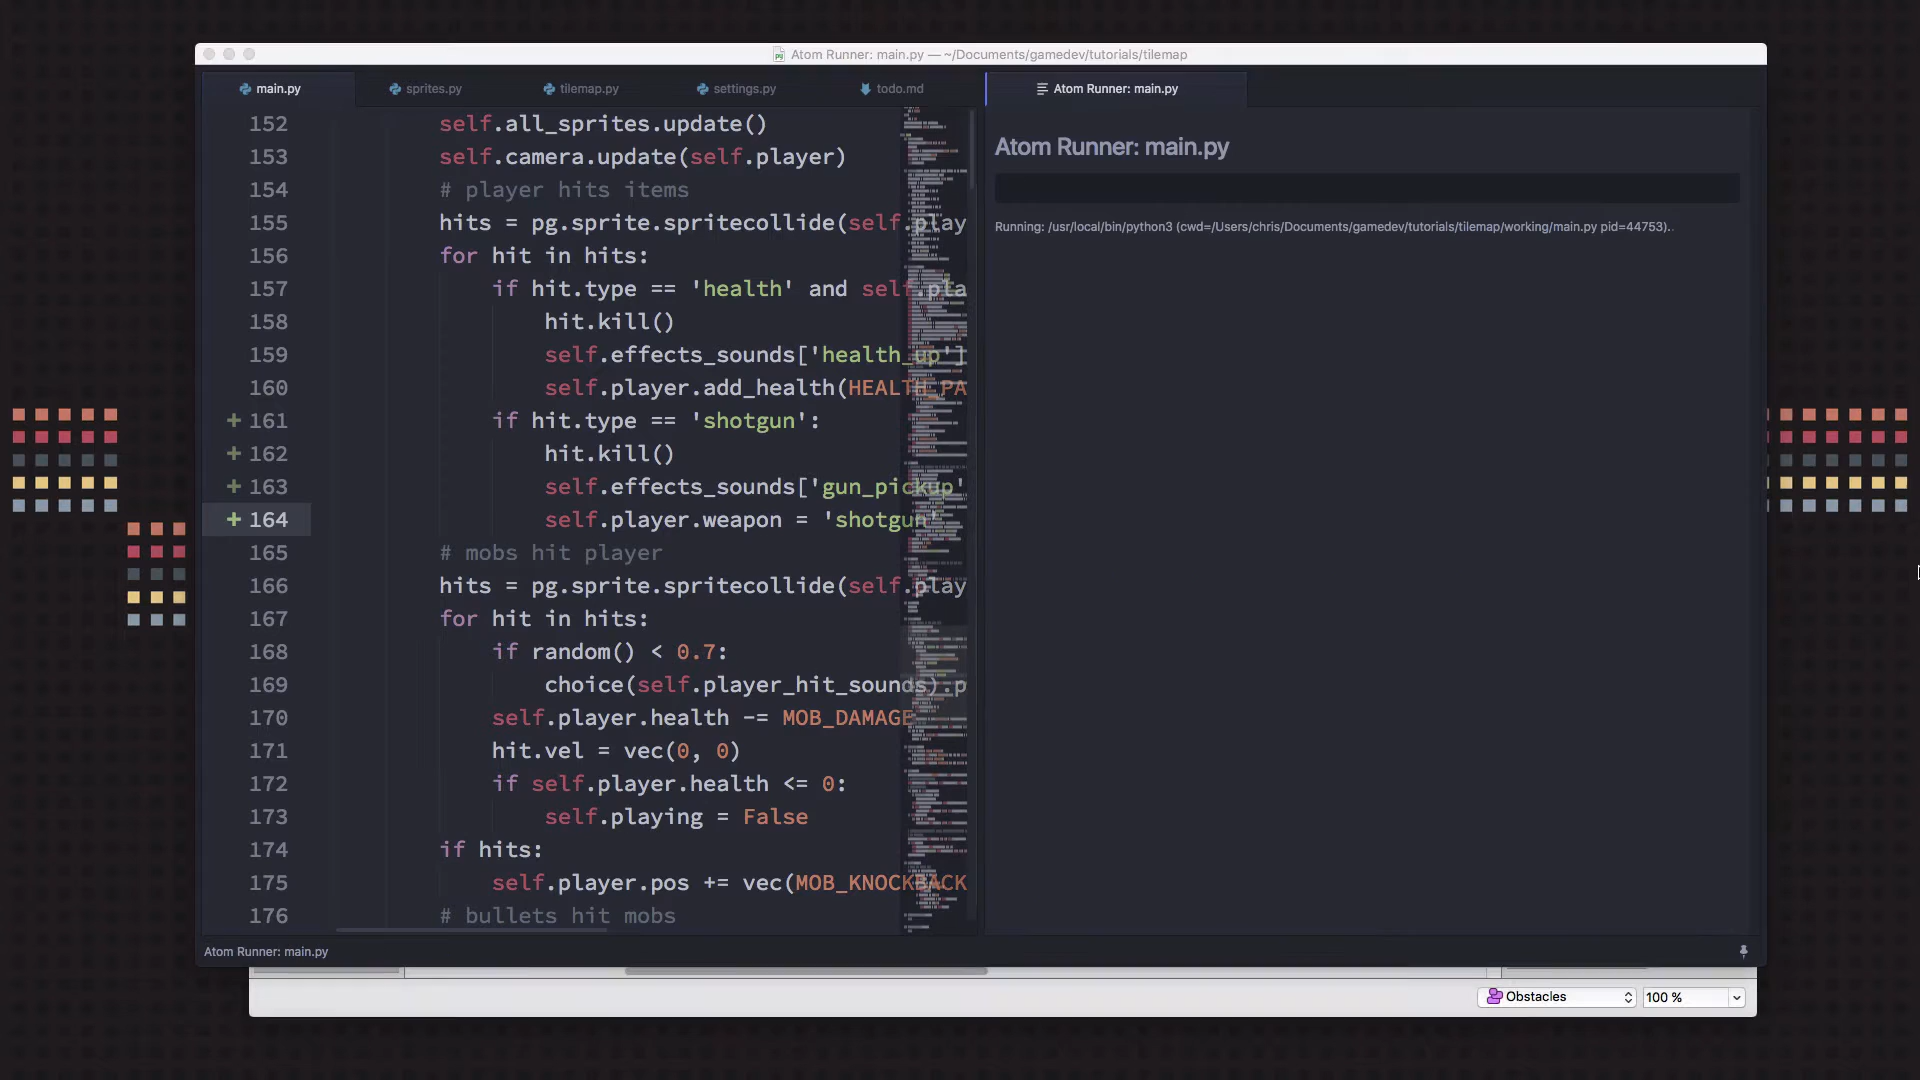 Atom Runner: main.py — ~/Documents/gamedev/tutorials/tilemap
main.py
sprites.py
tilemap.py
settings.py
todo.md
Atom Runner: main.py
152 self.all_sprites.update()
153 self.camera.update(self.player)
154 # player hits items
155 hits = pg.sprite.spritecollide(self.play
156 for hit in hits:
157 if hit.type == 'health' and self.pla
158 hit.kill()
159 self.effects_sounds['health_up']
160 self.player.add_health(HEALTH_PA
+ 161 if hit.type == 'shotgun':
+ 162 hit.kill()
+ 163 self.effects_sounds['gun_pickup'
+ 164 self.player.weapon = 'shotgun'
165 # mobs hit player
166 hits = pg.sprite.spritecollide(self.play
167 for hit in hits:
168 if random() < 0.7:
169 choice(self.player_hit_sounds).p
170 self.player.health -= MOB_DAMAGE
171 hit.vel = vec(0, 0)
172 if self.player.health <= 0:
173 self.playing = False
174 if hits:
175 self.player.pos += vec(MOB_KNOCKBACK
176 # bullets hit mobs
Atom Runner: main.py
Running: /usr/local/bin/python3 (cwd=/Users/chris/Documents/gamedev/tutorials/tilemap/working/main.py pid=44753)..
Atom Runner: main.py
Obstacles
100 %